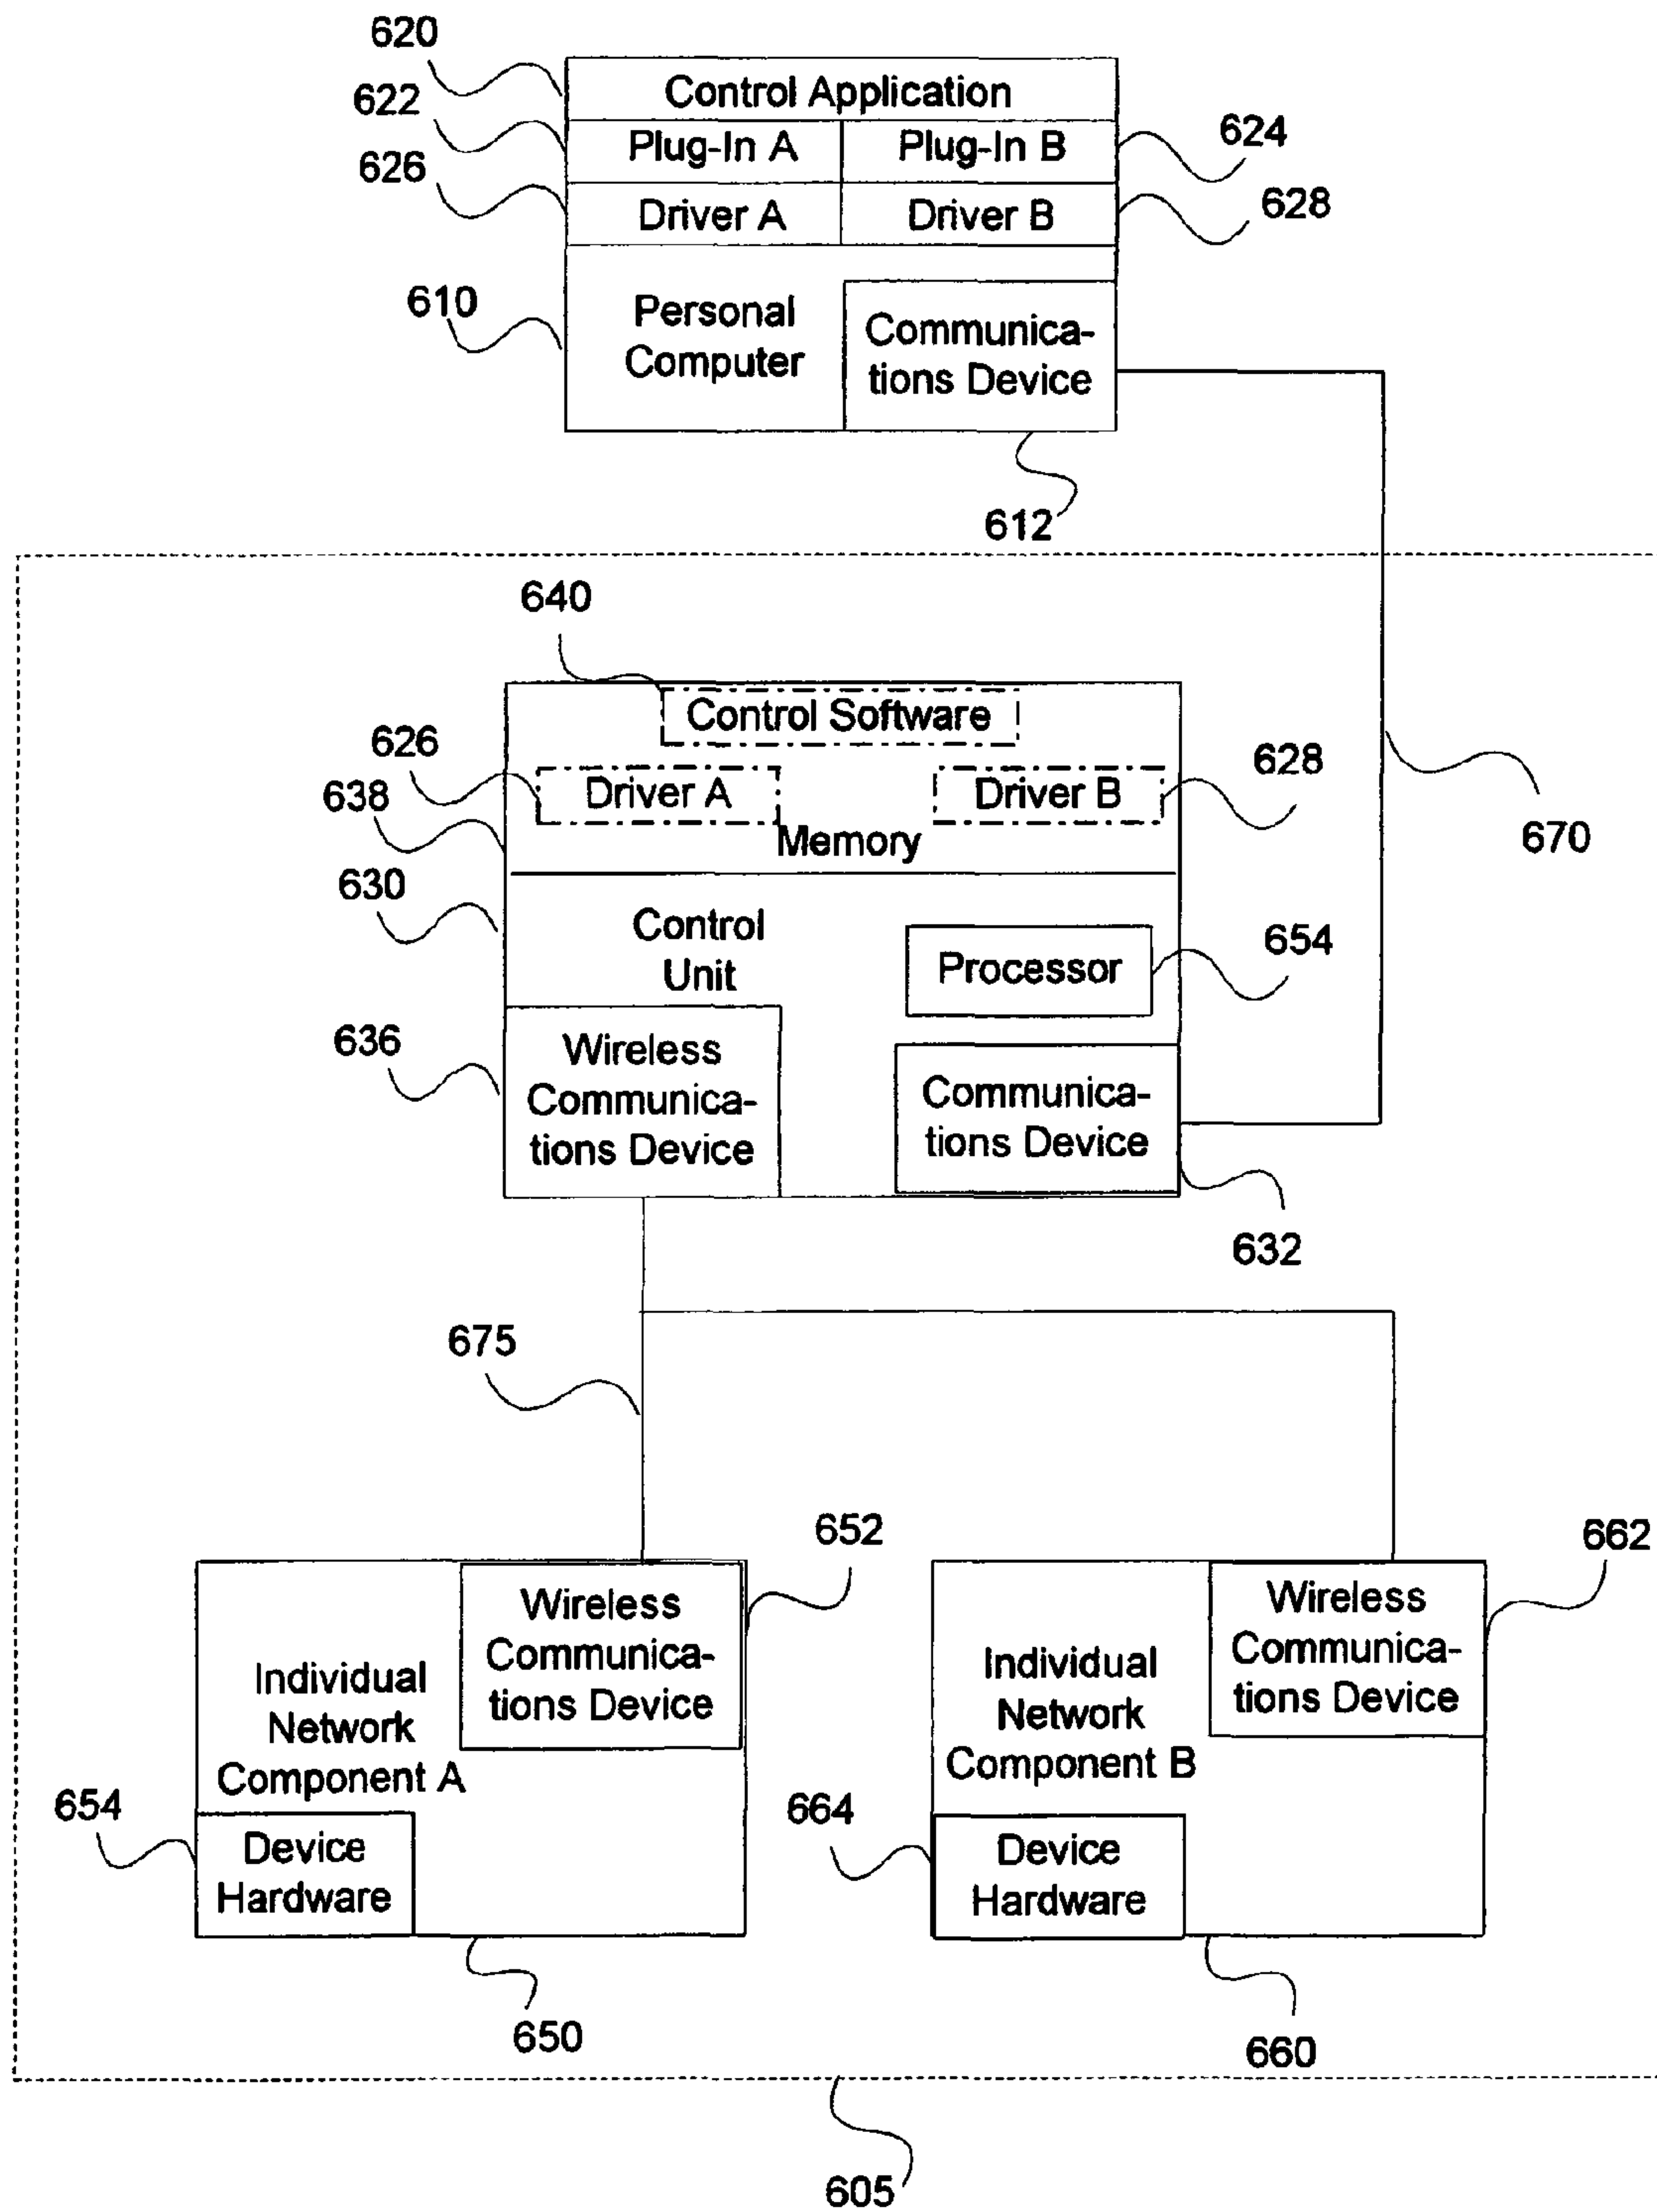 620
Control Application
622
Plug-In A
Plug-In B
624
626
Driver A
Driver B
628
610
Personal
Computer
Communica-
tions Device
612
640
Control Software
626
Driver A
Driver B
628
638
Memory
670
630
Control
Unit
Processor
654
636
Wireless
Communica-
tions Device
Communica-
tions Device
632
675
652
662
Wireless
Communica-
tions Device
Individual
Network
Component A
Wireless
Communica-
tions Device
Individual
Network
Component B
654
Device
Hardware
664
Device
Hardware
650
660
605